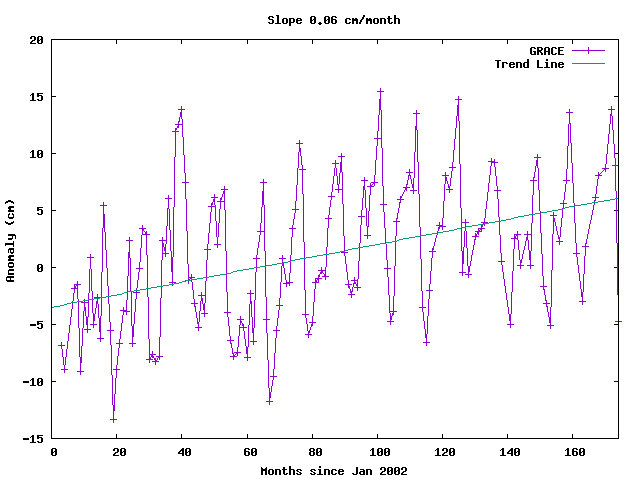 Slope 0.06 cm/month
GRACE
Trend Line
20
15
10
5
0
-5
-10
-15
Anomaly (cm)
0 20 40 60 80 100 120 140 160
Months since Jan 2002